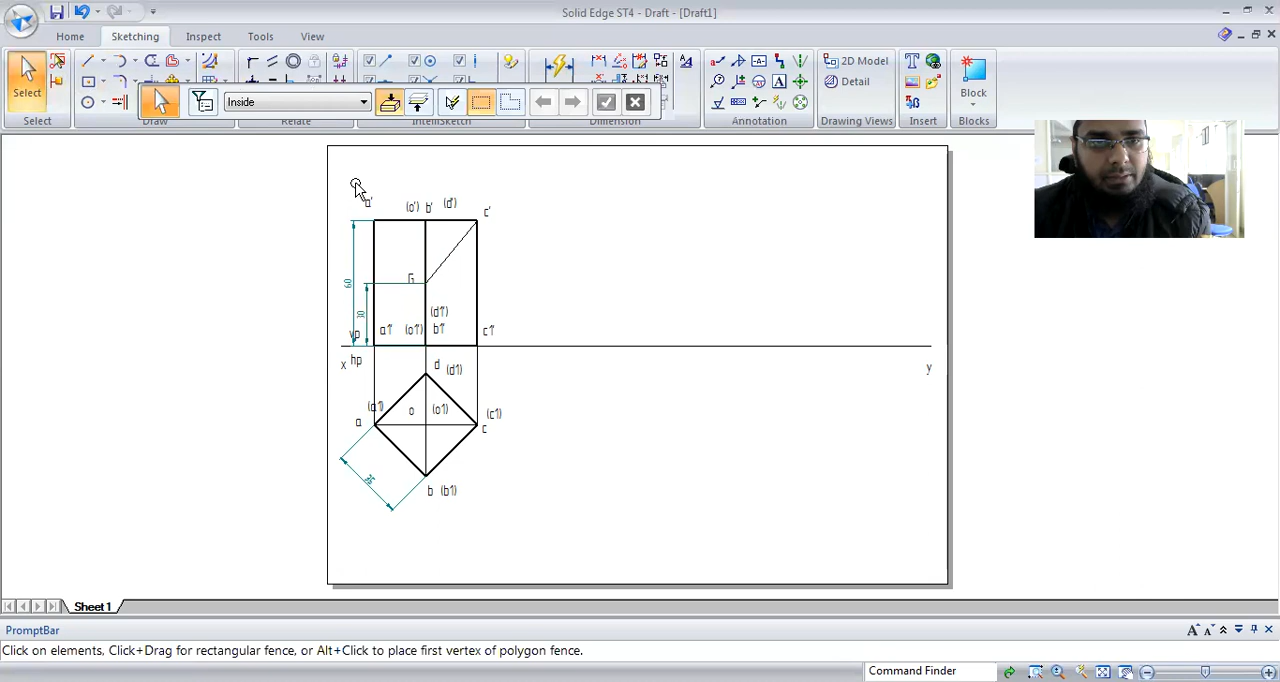 Solid Edge ST4 - Draft - [Draft1]
Home Sketching Inspect Tools View
Select
Inside
2D Model
Detail
Block
Select Draw Relate IntelliSketch Dimension Annotation Drawing Views Insert Blocks
a' (o') b' (d') c'
60
G
30
(d1')
vp a1' (o1') b1' c1'
x hp d (d1) y
(a1) o (o1) (c1)
a c
35
b (b1)
Sheet 1
PromptBar
Click on elements, Click+Drag for rectangular fence, or Alt+Click to place first vertex of polygon fence.
Command Finder